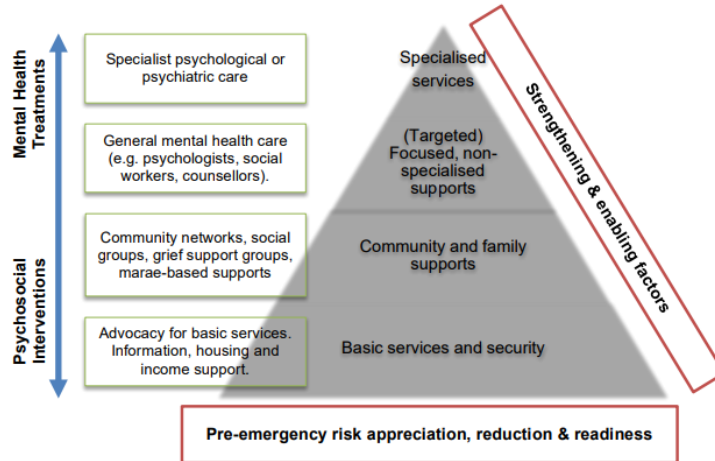 Mental Health
Treatments
Psychosocial
Interventions
Specialist psychological or
psychiatric care
General mental health care
(e.g. psychologists, social
workers, counsellors).
Community networks, social
groups, grief support groups,
marae-based supports
Advocacy for basic services.
Information, housing and
income support.
Specialised
services
(Targeted)
Focused, non-
specialised
supports
Community and family
supports
Basic services and security
Strengthening & enabling factors
Pre-emergency risk appreciation, reduction & readiness